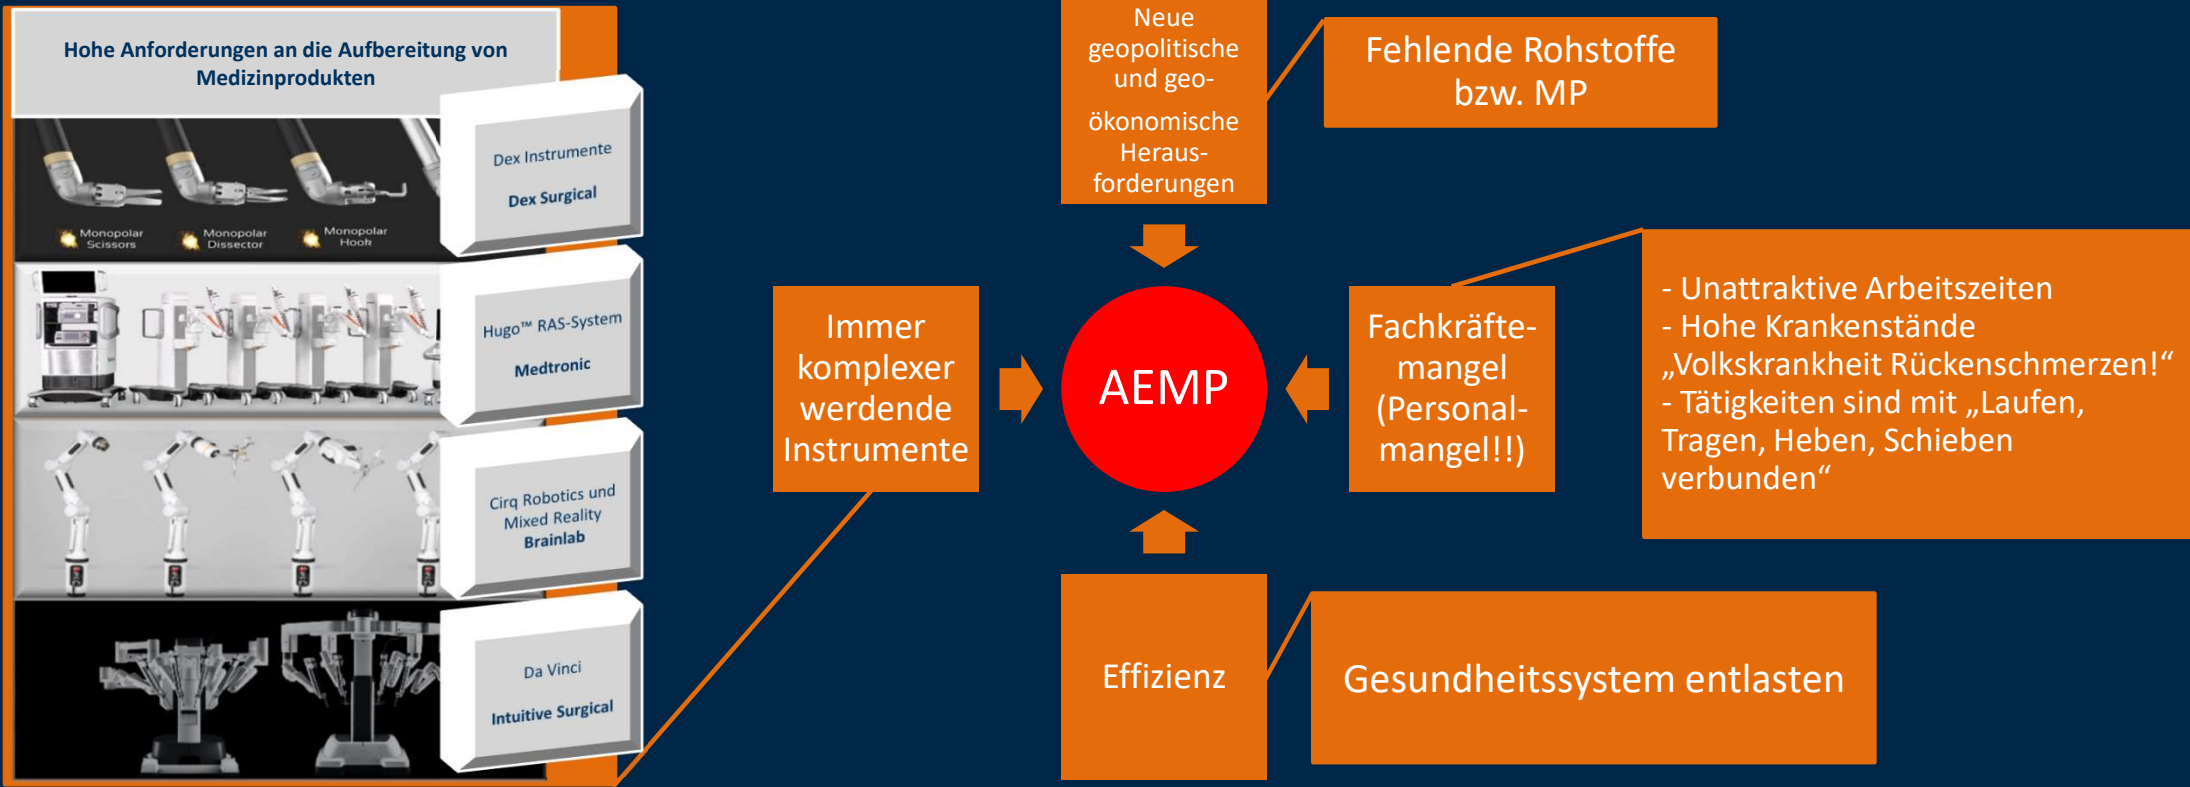 Hohe Anforderungen an die Aufbereitung von
Medizinprodukten
Monopolar
Scissors
Monopolar
Dissector
Monopolar
Hook
Dex Instrumente
Dex Surgical
Hugo™ RAS-System
Medtronic
Cirq Robotics und
Mixed Reality
Brainlab
Da Vinci
Intuitive Surgical
Immer
komplexer
werdende
Instrumente
Neue
geopolitische
und geo-
ökonomische
Heraus-
forderungen
Fehlende Rohstoffe
bzw. MP
AEMP
Fachkräfte-
mangel
(Personal-
mangel!!)
- Unattraktive Arbeitszeiten
- Hohe Krankenstände
„Volkskrankheit Rückenschmerzen!“
- Tätigkeiten sind mit „Laufen,
Tragen, Heben, Schieben
verbunden“
Effizienz
Gesundheitssystem entlasten